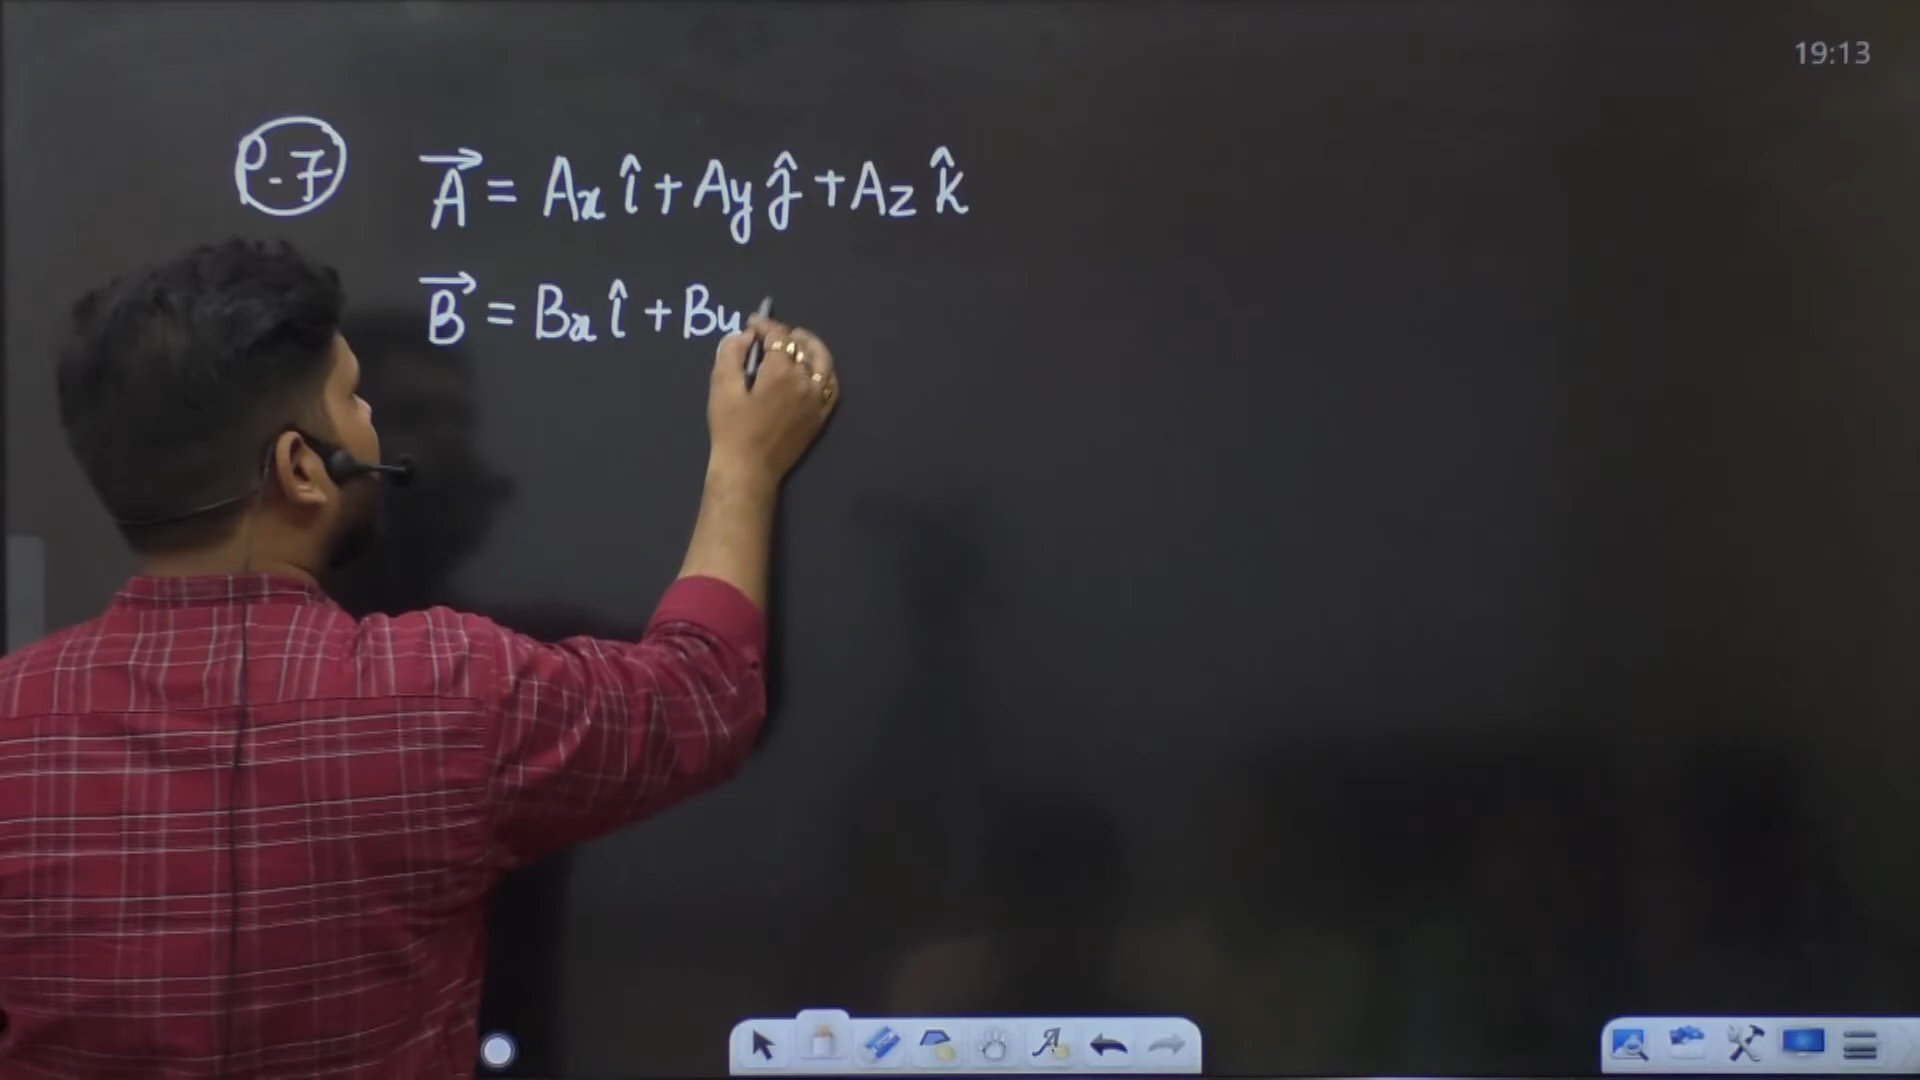 19:13
P-7
A⃗ = Ax î + Ay ĵ + Az k̂
B⃗ = Bx î + By